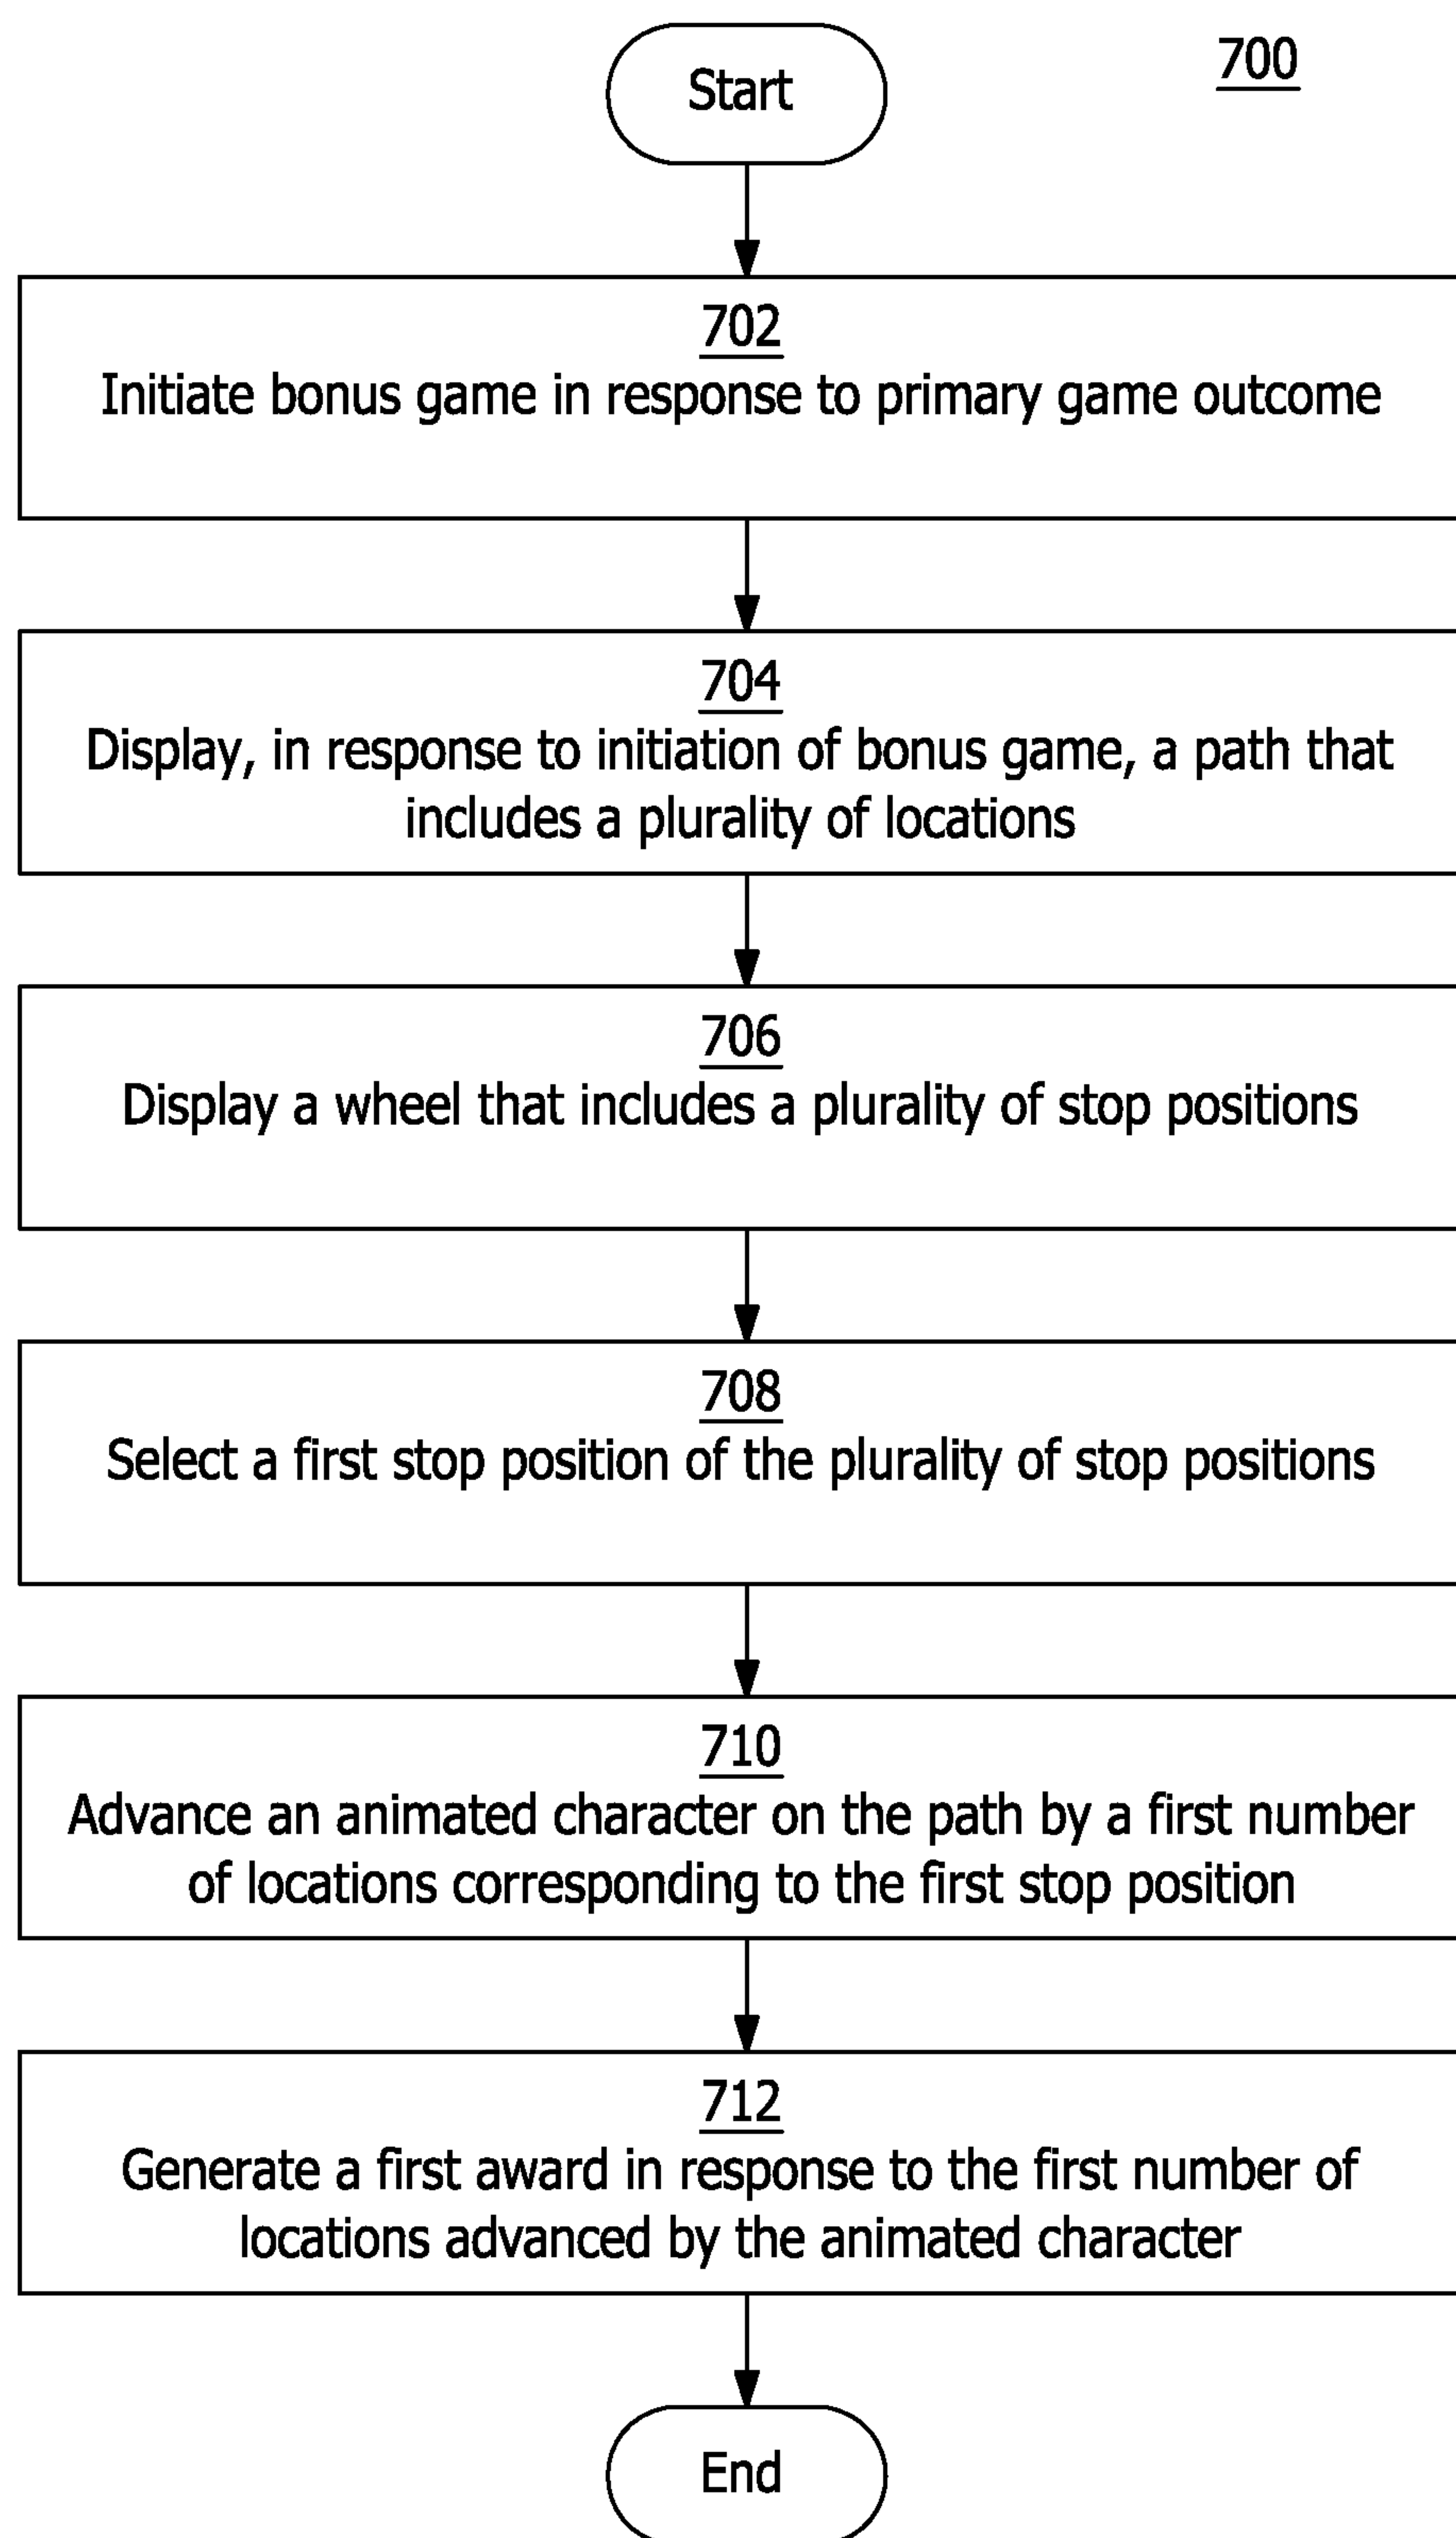 Start
700
702
Initiate bonus game in response to primary game outcome
704
Display, in response to initiation of bonus game, a path that
includes a plurality of locations
706
Display a wheel that includes a plurality of stop positions
708
Select a first stop position of the plurality of stop positions
710
Advance an animated character on the path by a first number
of locations corresponding to the first stop position
712
Generate a first award in response to the first number of
locations advanced by the animated character
End